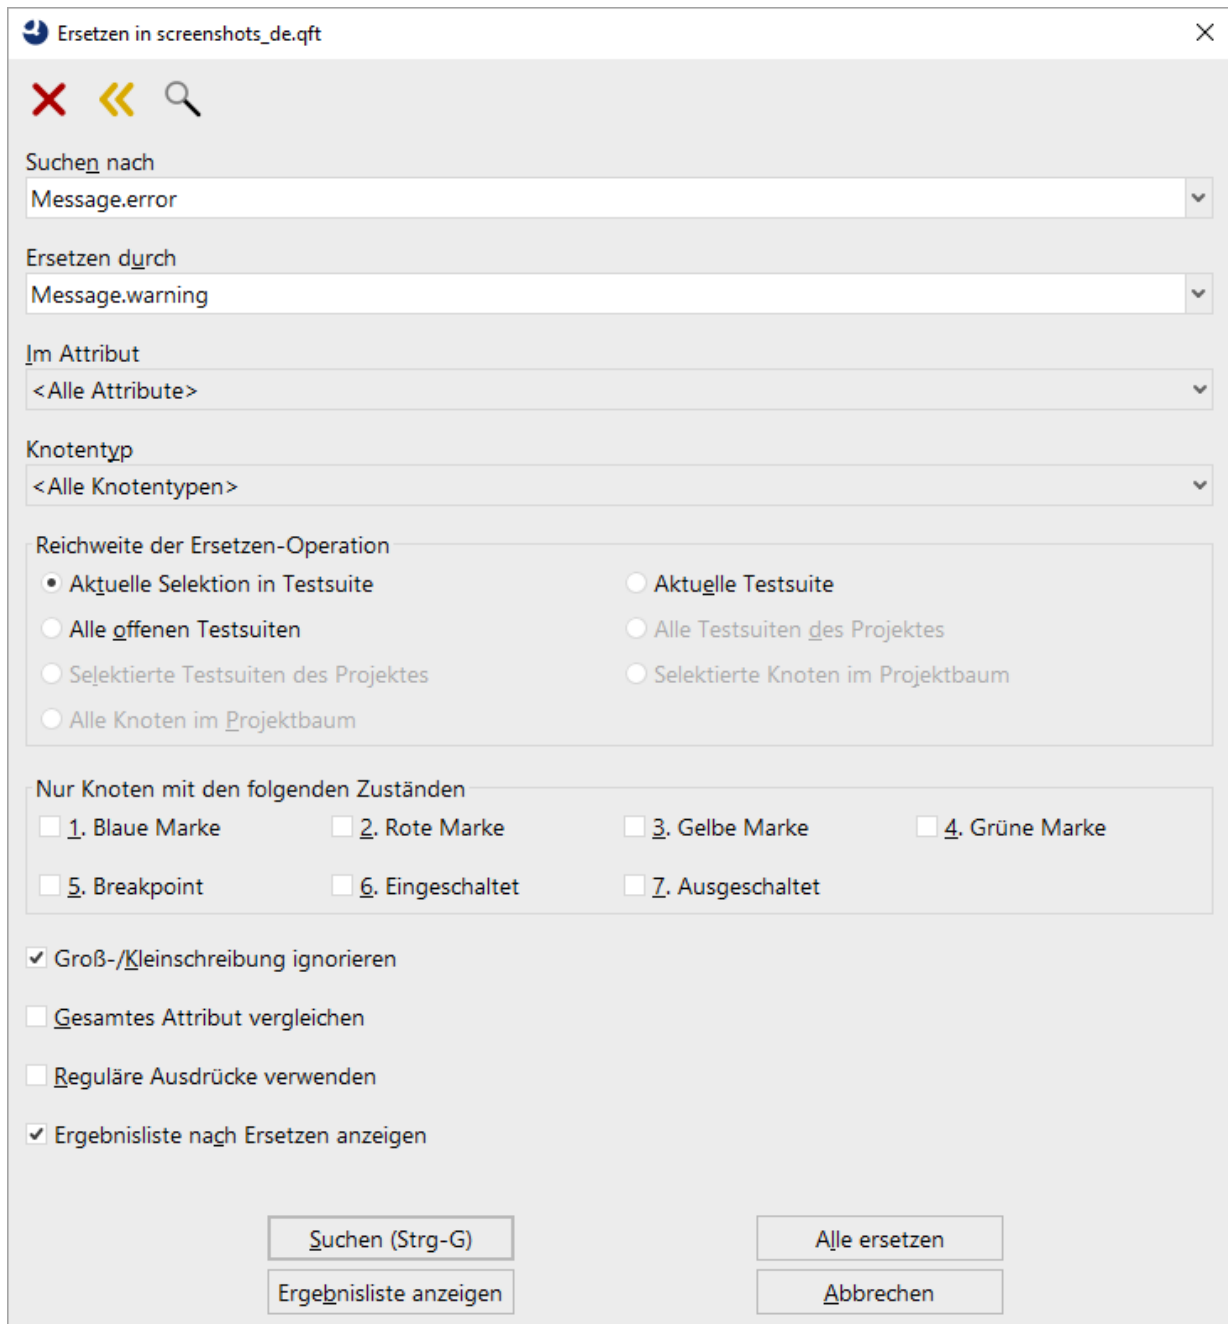 Ersetzen in screenshots_de.qft
Suchen nach
Message.error
Ersetzen durch
Message.warning
Im Attribut
<Alle Attribute>
Knotentyp
<Alle Knotentypen>
Reichweite der Ersetzen-Operation
Aktuelle Selektion in Testsuite
Aktuelle Testsuite
Alle offenen Testsuiten
Alle Testsuiten des Projektes
Selektierte Testsuiten des Projektes
Selektierte Knoten im Projektbaum
Alle Knoten im Projektbaum
Nur Knoten mit den folgenden Zuständen
1. Blaue Marke
2. Rote Marke
3. Gelbe Marke
4. Grüne Marke
5. Breakpoint
6. Eingeschaltet
7. Ausgeschaltet
Groß-/Kleinschreibung ignorieren
Gesamtes Attribut vergleichen
Reguläre Ausdrücke verwenden
Ergebnisliste nach Ersetzen anzeigen
Suchen (Strg-G)
Alle ersetzen
Ergebnisliste anzeigen
Abbrechen